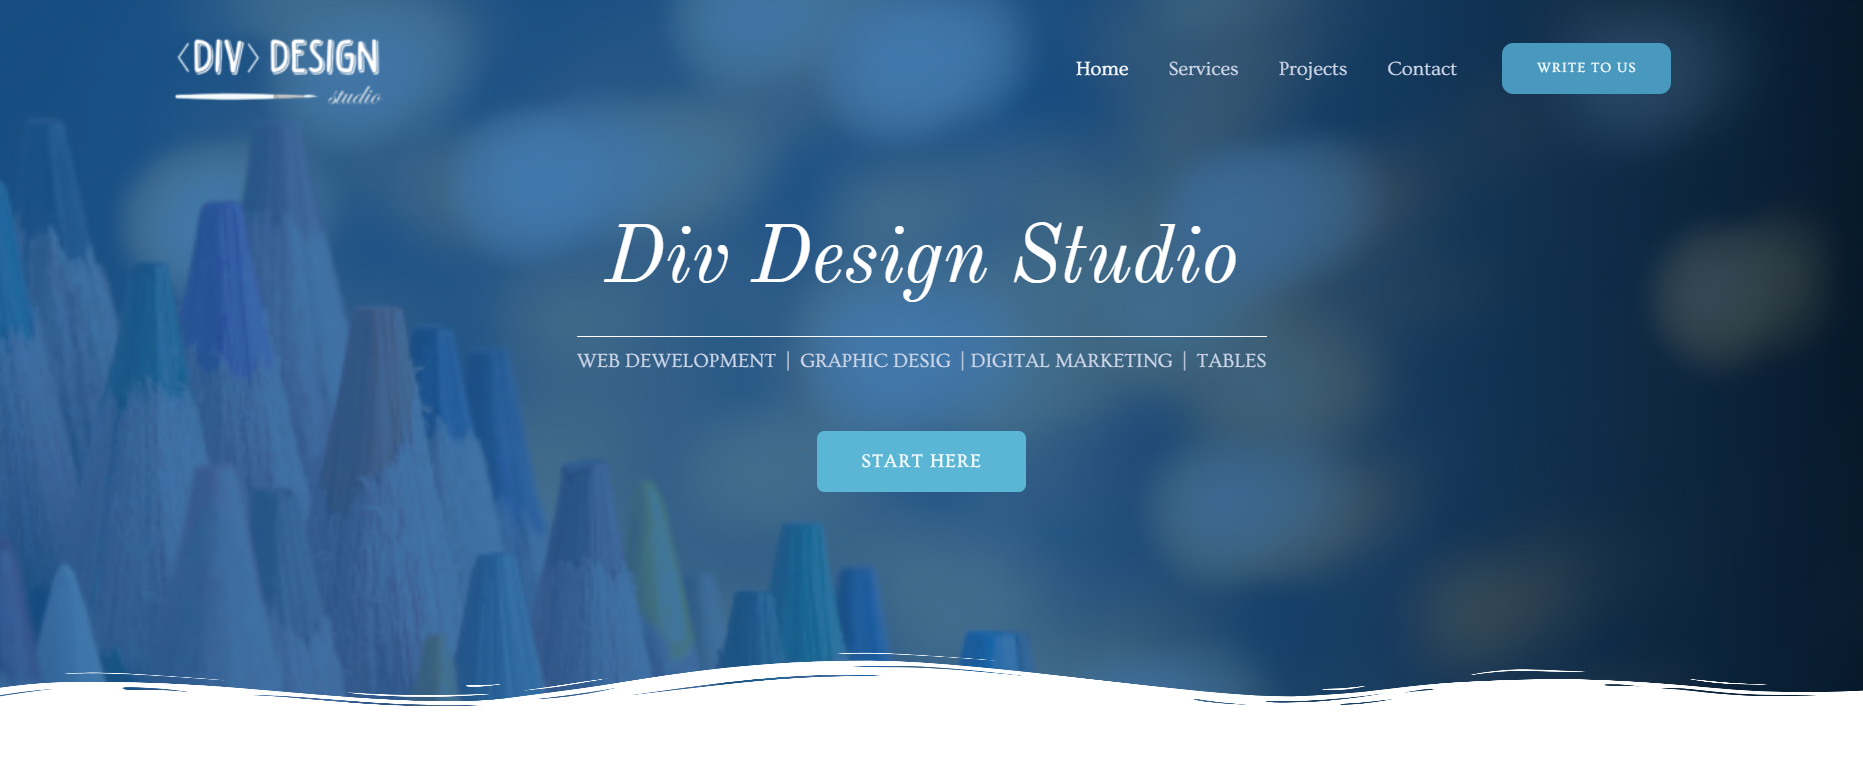 <DIV> DESIGN
studio
Home Services Projects Contact WRITE TO US
Div Design Studio
WEB DEWELOPMENT | GRAPHIC DESIG | DIGITAL MARKETING | TABLES
START HERE